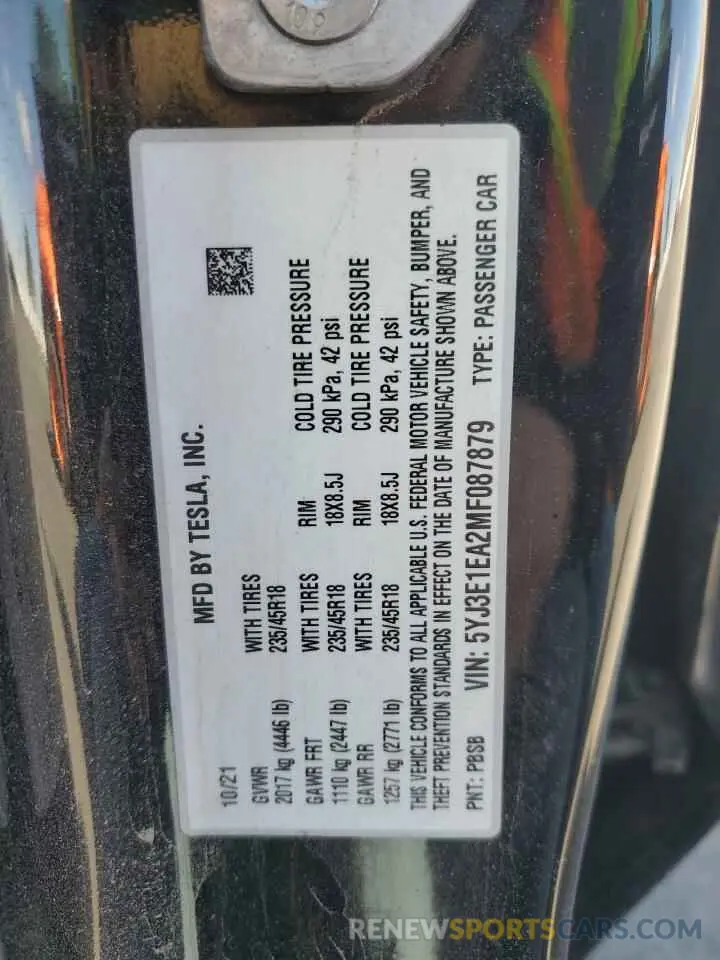 10/21 MFD BY TESLA, INC.
GVWR WITH TIRES
2017 kg (4446 lb) 235/45R18
GAWR FRT WITH TIRES RIM COLD TIRE PRESSURE
1110 kg (2447 lb) 235/45R18 18X8.5J 290 kPa, 42 psi
GAWR RR WITH TIRES RIM COLD TIRE PRESSURE
1257 kg (2771 lb) 235/45R18 18X8.5J 290 kPa, 42 psi
THIS VEHICLE CONFORMS TO ALL APPLICABLE U.S. FEDERAL MOTOR VEHICLE SAFETY, BUMPER, AND
THEFT PREVENTION STANDARDS IN EFFECT ON THE DATE OF MANUFACTURE SHOWN ABOVE.
PNT: PBSB VIN: 5YJ3E1EA2MF087879 TYPE: PASSENGER CAR
RENEWSPORTSCARS.COM